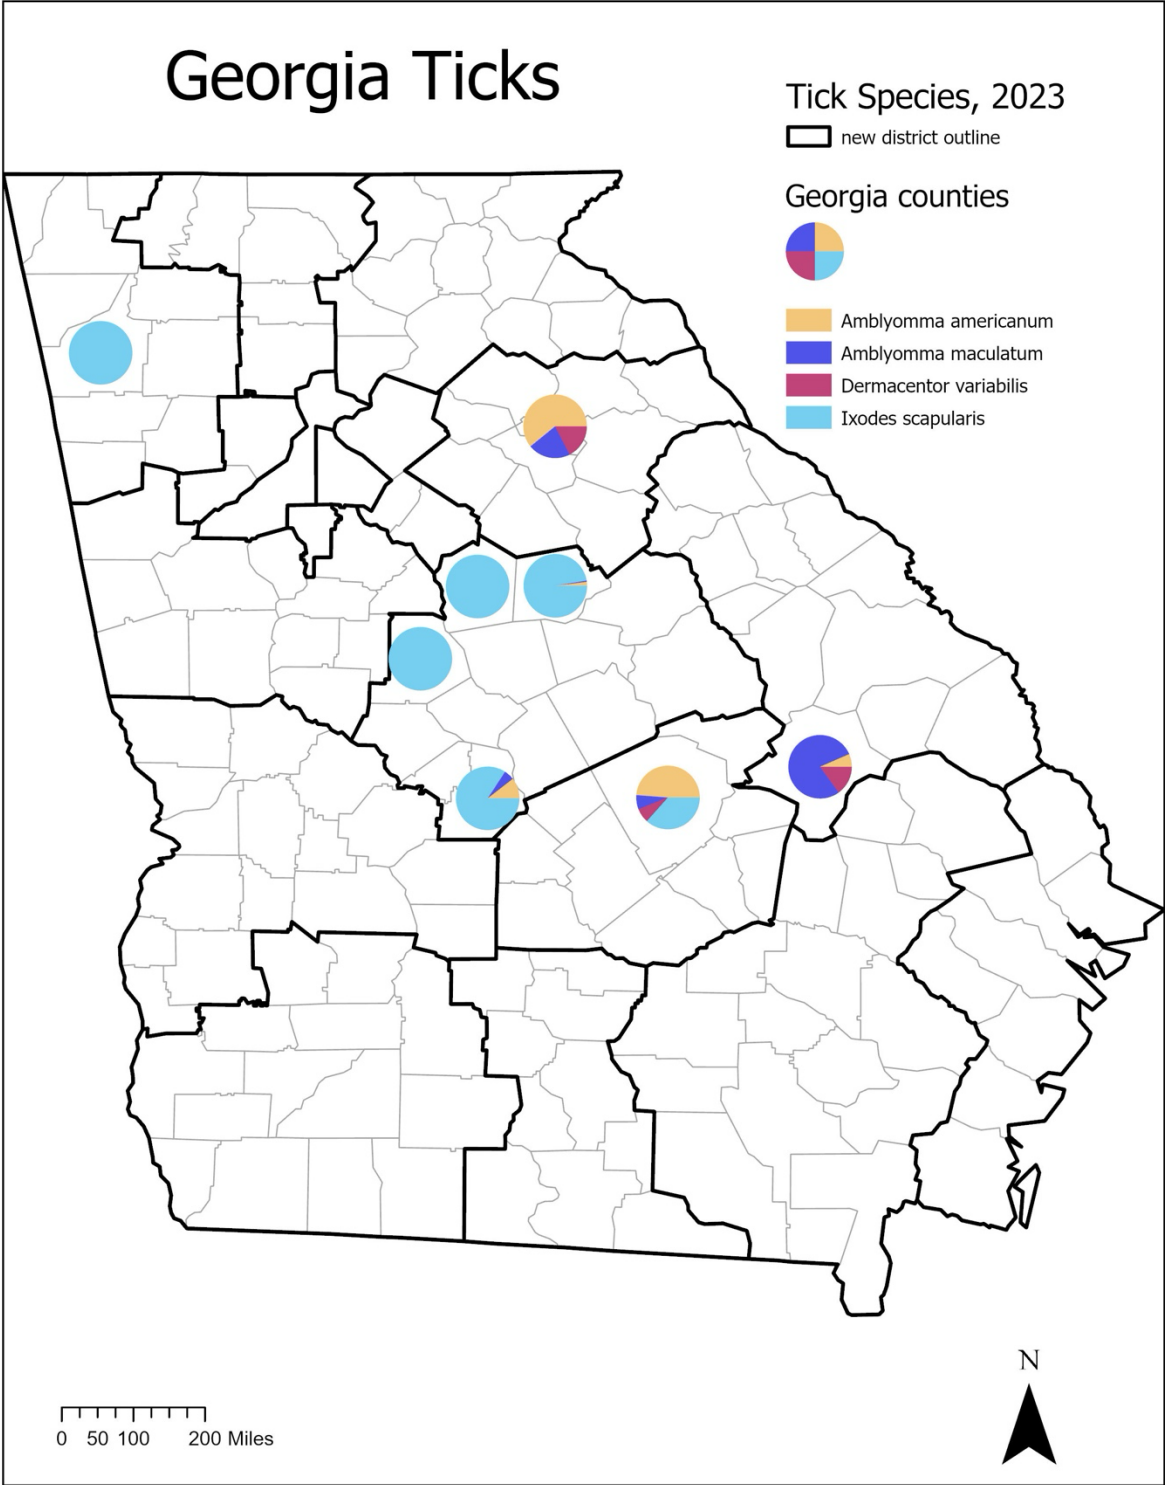 Georgia Ticks
Tick Species, 2023
new district outline
Georgia counties
Amblyomma americanum
Amblyomma maculatum
Dermacentor variabilis
Ixodes scapularis
N
0 50 100 200 Miles